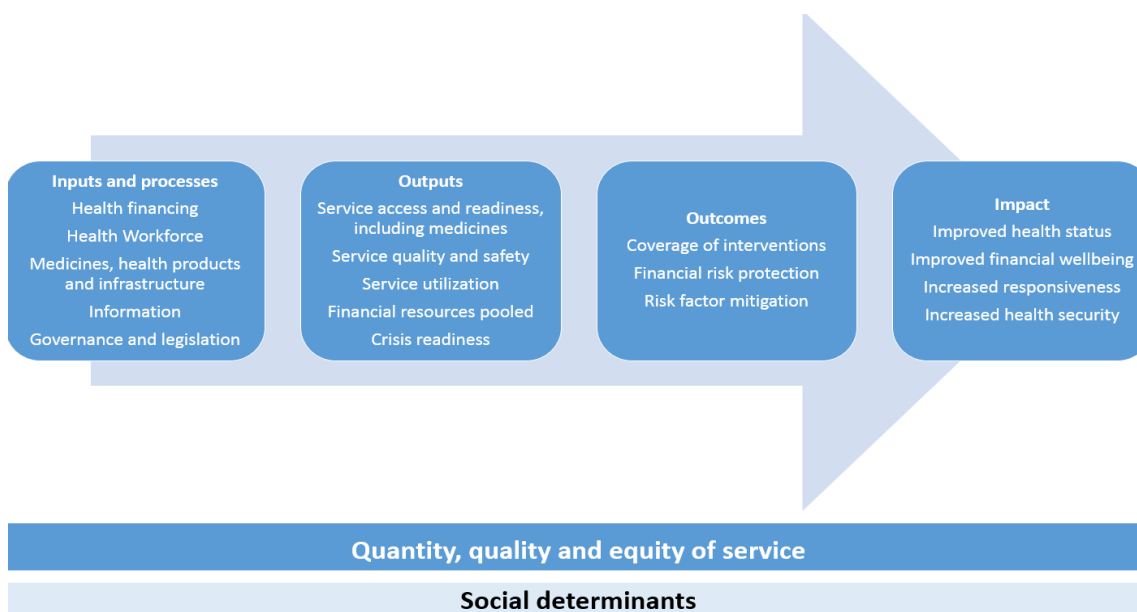 Inputs and processes
Health financing
Health Workforce
Medicines, health products
and infrastructure
Information
Governance and legislation
Outputs
Service access and readiness,
including medicines
Service quality and safety
Service utilization
Financial resources pooled
Crisis readiness
Outcomes
Coverage of interventions
Financial risk protection
Risk factor mitigation
Impact
Improved health status
Improved financial wellbeing
Increased responsiveness
Increased health security
Quantity, quality and equity of service
Social determinants